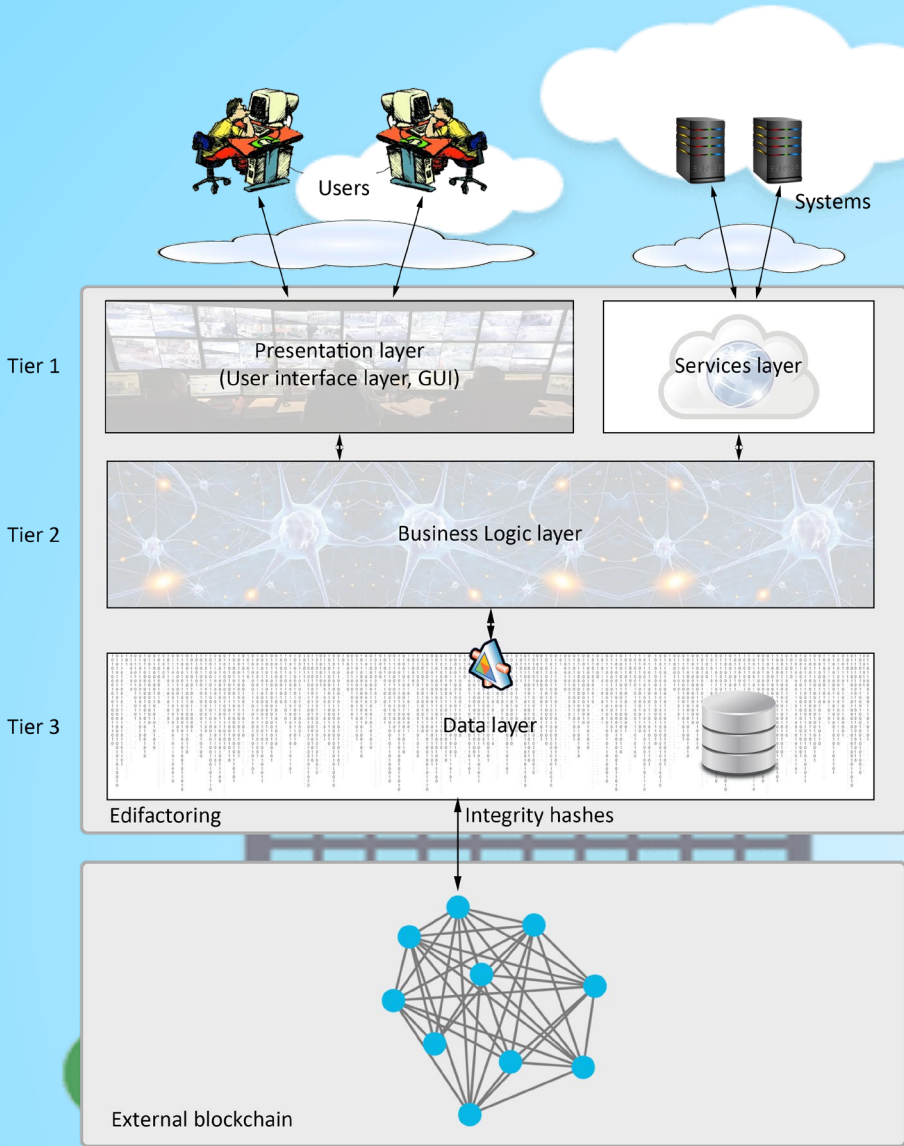 Users
Systems
Tier 1
Presentation layer
(User interface layer, GUI)
Services layer
Tier 2
Business Logic layer
Tier 3
Data layer
Edifactoring
Integrity hashes
External blockchain